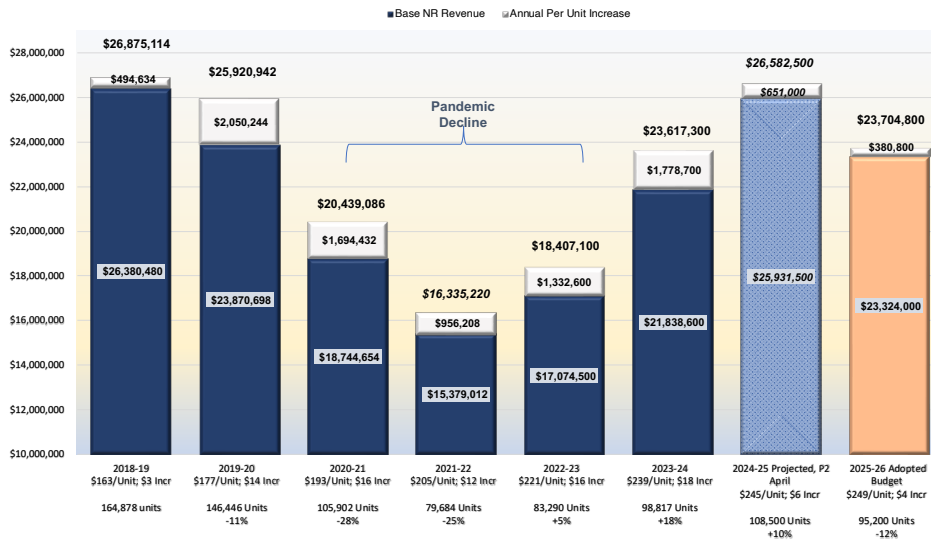 Base NR Revenue
Annual Per Unit Increase
$28,000,000
$26,000,000
$24,000,000
$22,000,000
$20,000,000
$18,000,000
$16,000,000
$14,000,000
$12,000,000
$10,000,000
$26,875,114
$494,634
$26,380,480
$25,920,942
$2,050,244
$23,870,698
Pandemic
Decline
$20,439,086
$1,694,432
$18,744,654
$16,335,220
$956,208
$15,379,012
$18,407,100
$1,332,600
$17,074,500
$23,617,300
$1,778,700
$21,838,600
$26,582,500
$651,000
$25,931,500
$23,704,800
$380,800
$23,324,000
2018-19
$163/Unit; $3 Incr
164,878 units
2019-20
$177/Unit; $14 Incr
146,446 Units
-11%
2020-21
$193/Unit; $16 Incr
105,902 Units
-28%
2021-22
$205/Unit; $12 Incr
79,684 Units
-25%
2022-23
$221/Unit; $16 Incr
83,290 Units
+5%
2023-24
$239/Unit; $18 Incr
98,817 Units
+18%
2024-25 Projected, P2
April
$245/Unit; $6 Incr
108,500 Units
+10%
2025-26 Adopted
Budget
$249/Unit; $4 Incr
95,200 Units
-12%